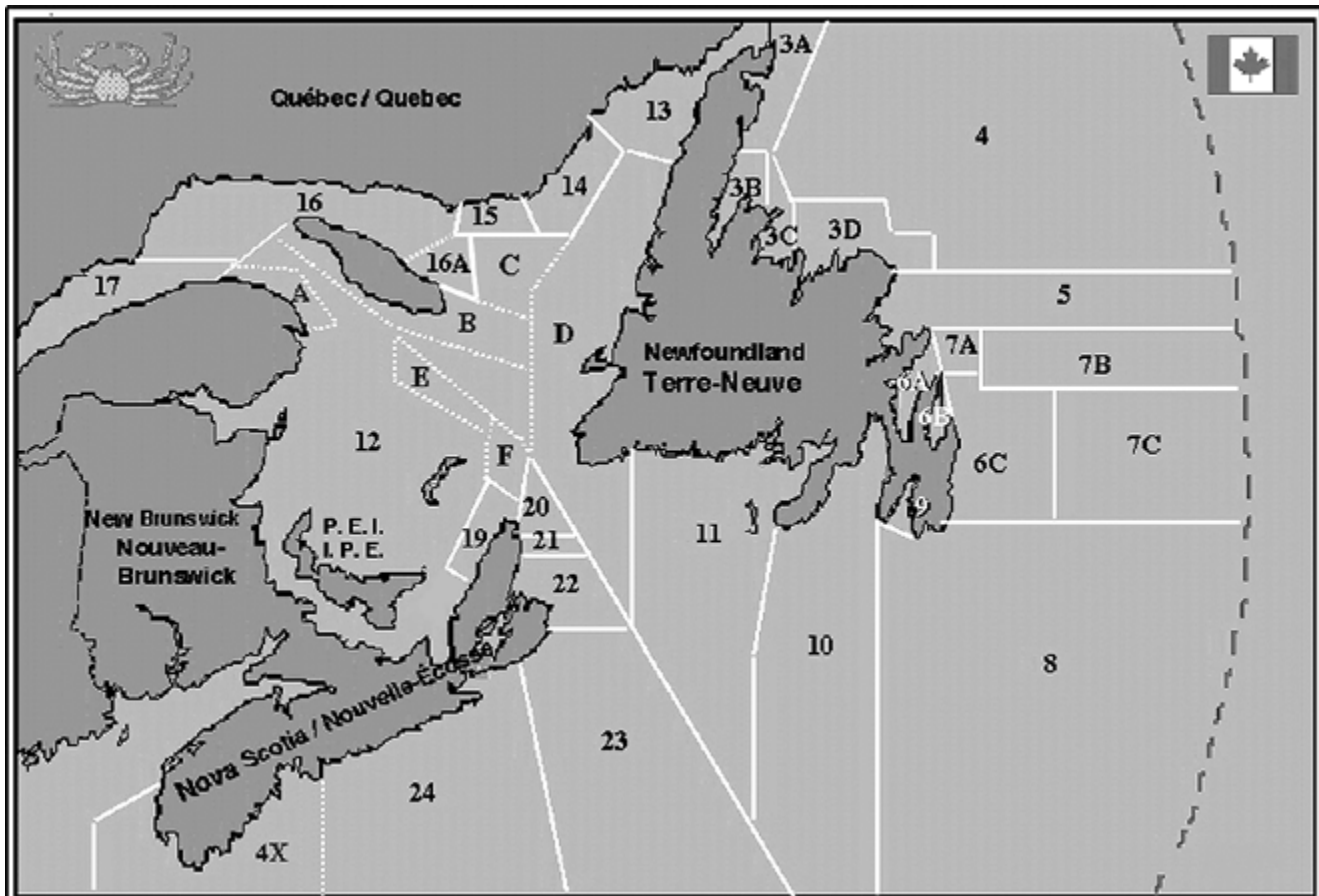 3A
Québec / Quebec
13
4
14
3B
16
15
3C
3D
16A
C
17
A
5
B
D
Newfoundland
Terre-Neuve
7A
7B
E
6A
6B
12
F
6C
7C
20
New Brunswick
Nouveau-
Brunswick
P. E. I.
I. P. E.
19
21
11
9
22
10
8
Nova Scotia / Nouvelle-Écosse
23
24
4X